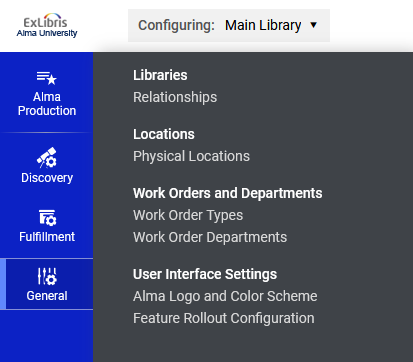 ExLibris
Alma University
Configuring: Main Library
Alma
Production
Discovery
Fulfillment
General
Libraries
Relationships
Locations
Physical Locations
Work Orders and Departments
Work Order Types
Work Order Departments
User Interface Settings
Alma Logo and Color Scheme
Feature Rollout Configuration